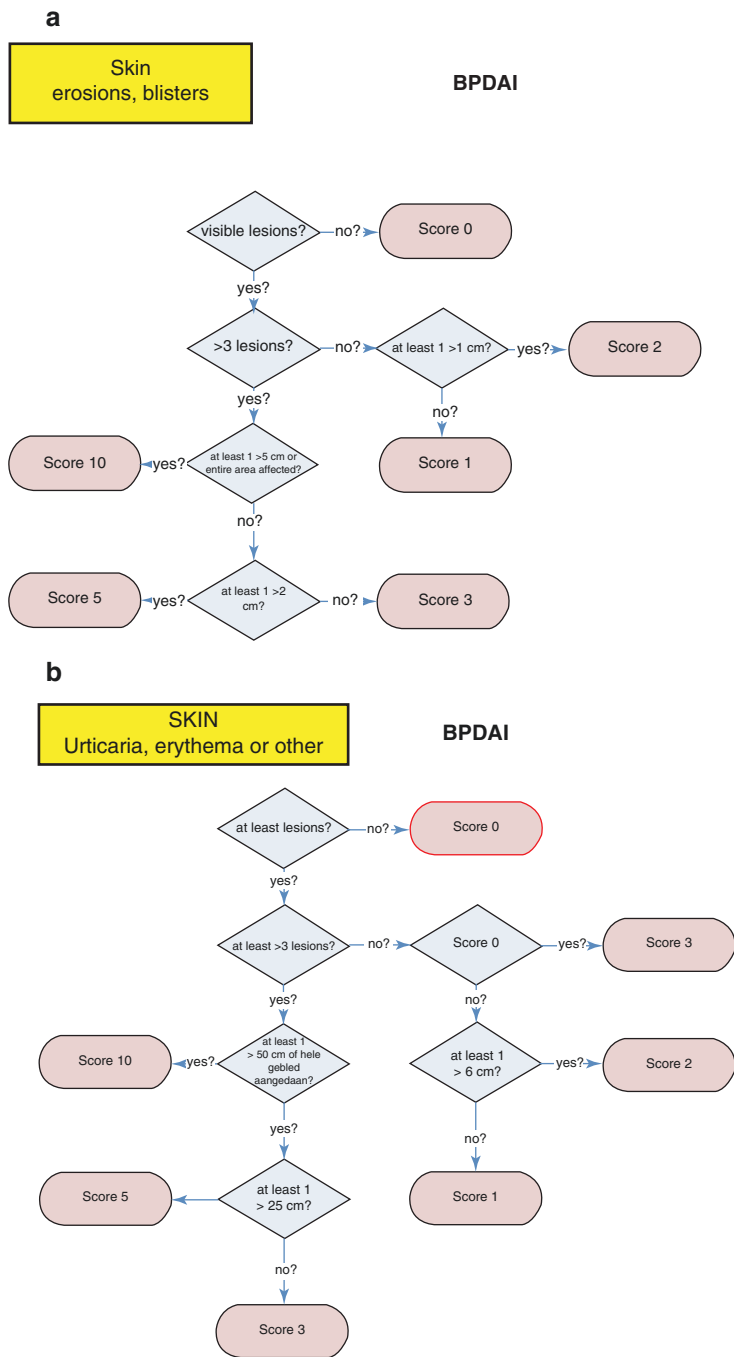 a
Skin
erosions, blisters
BPDAI
visible lesions?
no?
Score 0
yes?
>3 lesions?
no?
at least 1 >1 cm?
yes?
Score 2
yes?
no?
Score 10
yes?
at least 1 >5 cm or
entire area affected?
Score 1
no?
Score 5
yes?
at least 1 >2
cm?
no?
Score 3
b
SKIN
Urticaria, erythema or other
BPDAI
at least lesions?
no?
Score 0
yes?
at least >3 lesions?
no?
Score 0
yes?
Score 3
yes?
no?
Score 10
yes?
at least 1
> 50 cm of hele
gebled
aangedaan?
at least 1
> 6 cm?
yes?
Score 2
yes?
no?
Score 5
at least 1
> 25 cm?
Score 1
no?
Score 3